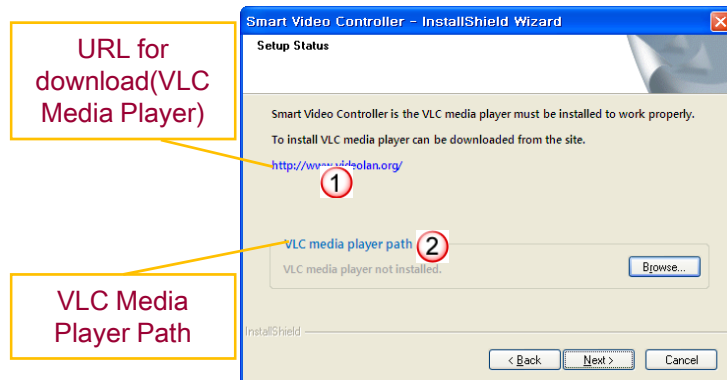 URL for
download(VLC
Media Player)
Smart Video Controller - InstallShield Wizard
Setup Status
Smart Video Controller is the VLC media player must be installed to work properly.
To install VLC media player can be downloaded from the site.
http://www.videolan.org/
1
VLC media player path
2
VLC media player not installed.
Browse...
VLC Media
Player Path
InstallShield
< Back
Next >
Cancel